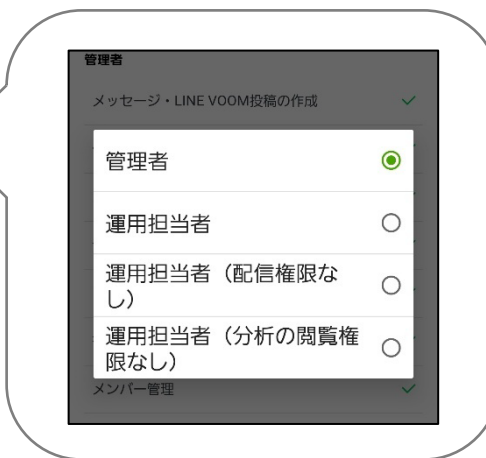 管理者
メッセージ・LINE VOOM投稿の作成
管理者
運用担当者
運用担当者（配信権限な
し）
運用担当者（分析の閲覧権
限なし）
メンバー管理